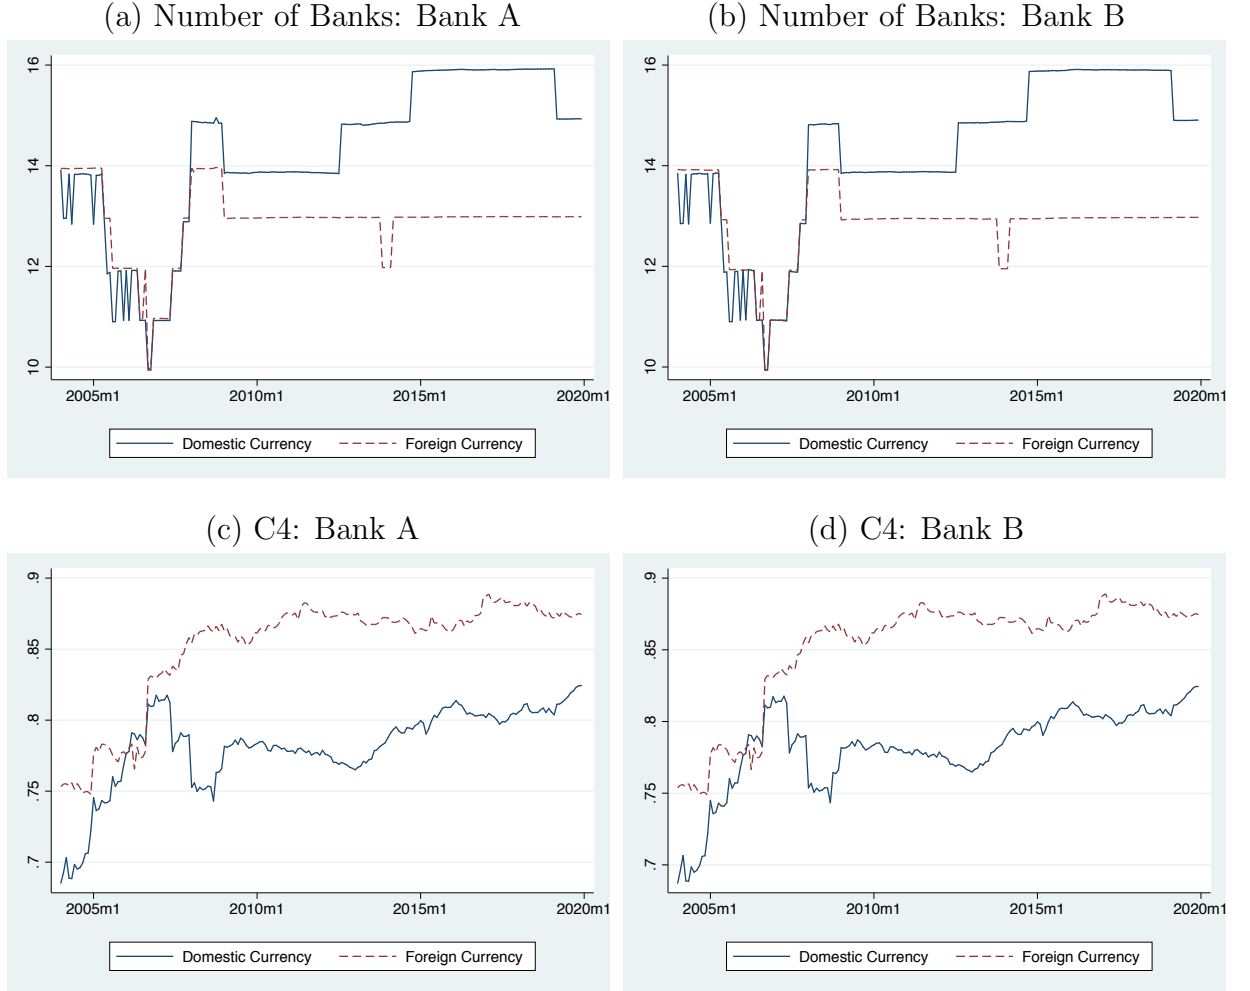 (a) Number of Banks: Bank A
16
14
12
10
2005m1 2010m1 2015m1 2020m1
Domestic Currency Foreign Currency
(b) Number of Banks: Bank B
16
14
12
10
2005m1 2010m1 2015m1 2020m1
Domestic Currency Foreign Currency
(c) C4: Bank A
.9
.85
.8
.75
.7
2005m1 2010m1 2015m1 2020m1
Domestic Currency Foreign Currency
(d) C4: Bank B
.9
.85
.8
.75
.7
2005m1 2010m1 2015m1 2020m1
Domestic Currency Foreign Currency